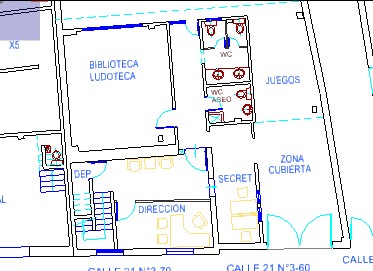 X5
BIBLIOTECA
LUDOTECA
WC
JUEGOS
WC
ASEO
ZONA
CUBIERTA
DEP
SECRET
DIRECCIÓN
AL
CALLE 21 N°3-70
CALLE 21 N°3-60
CALLE